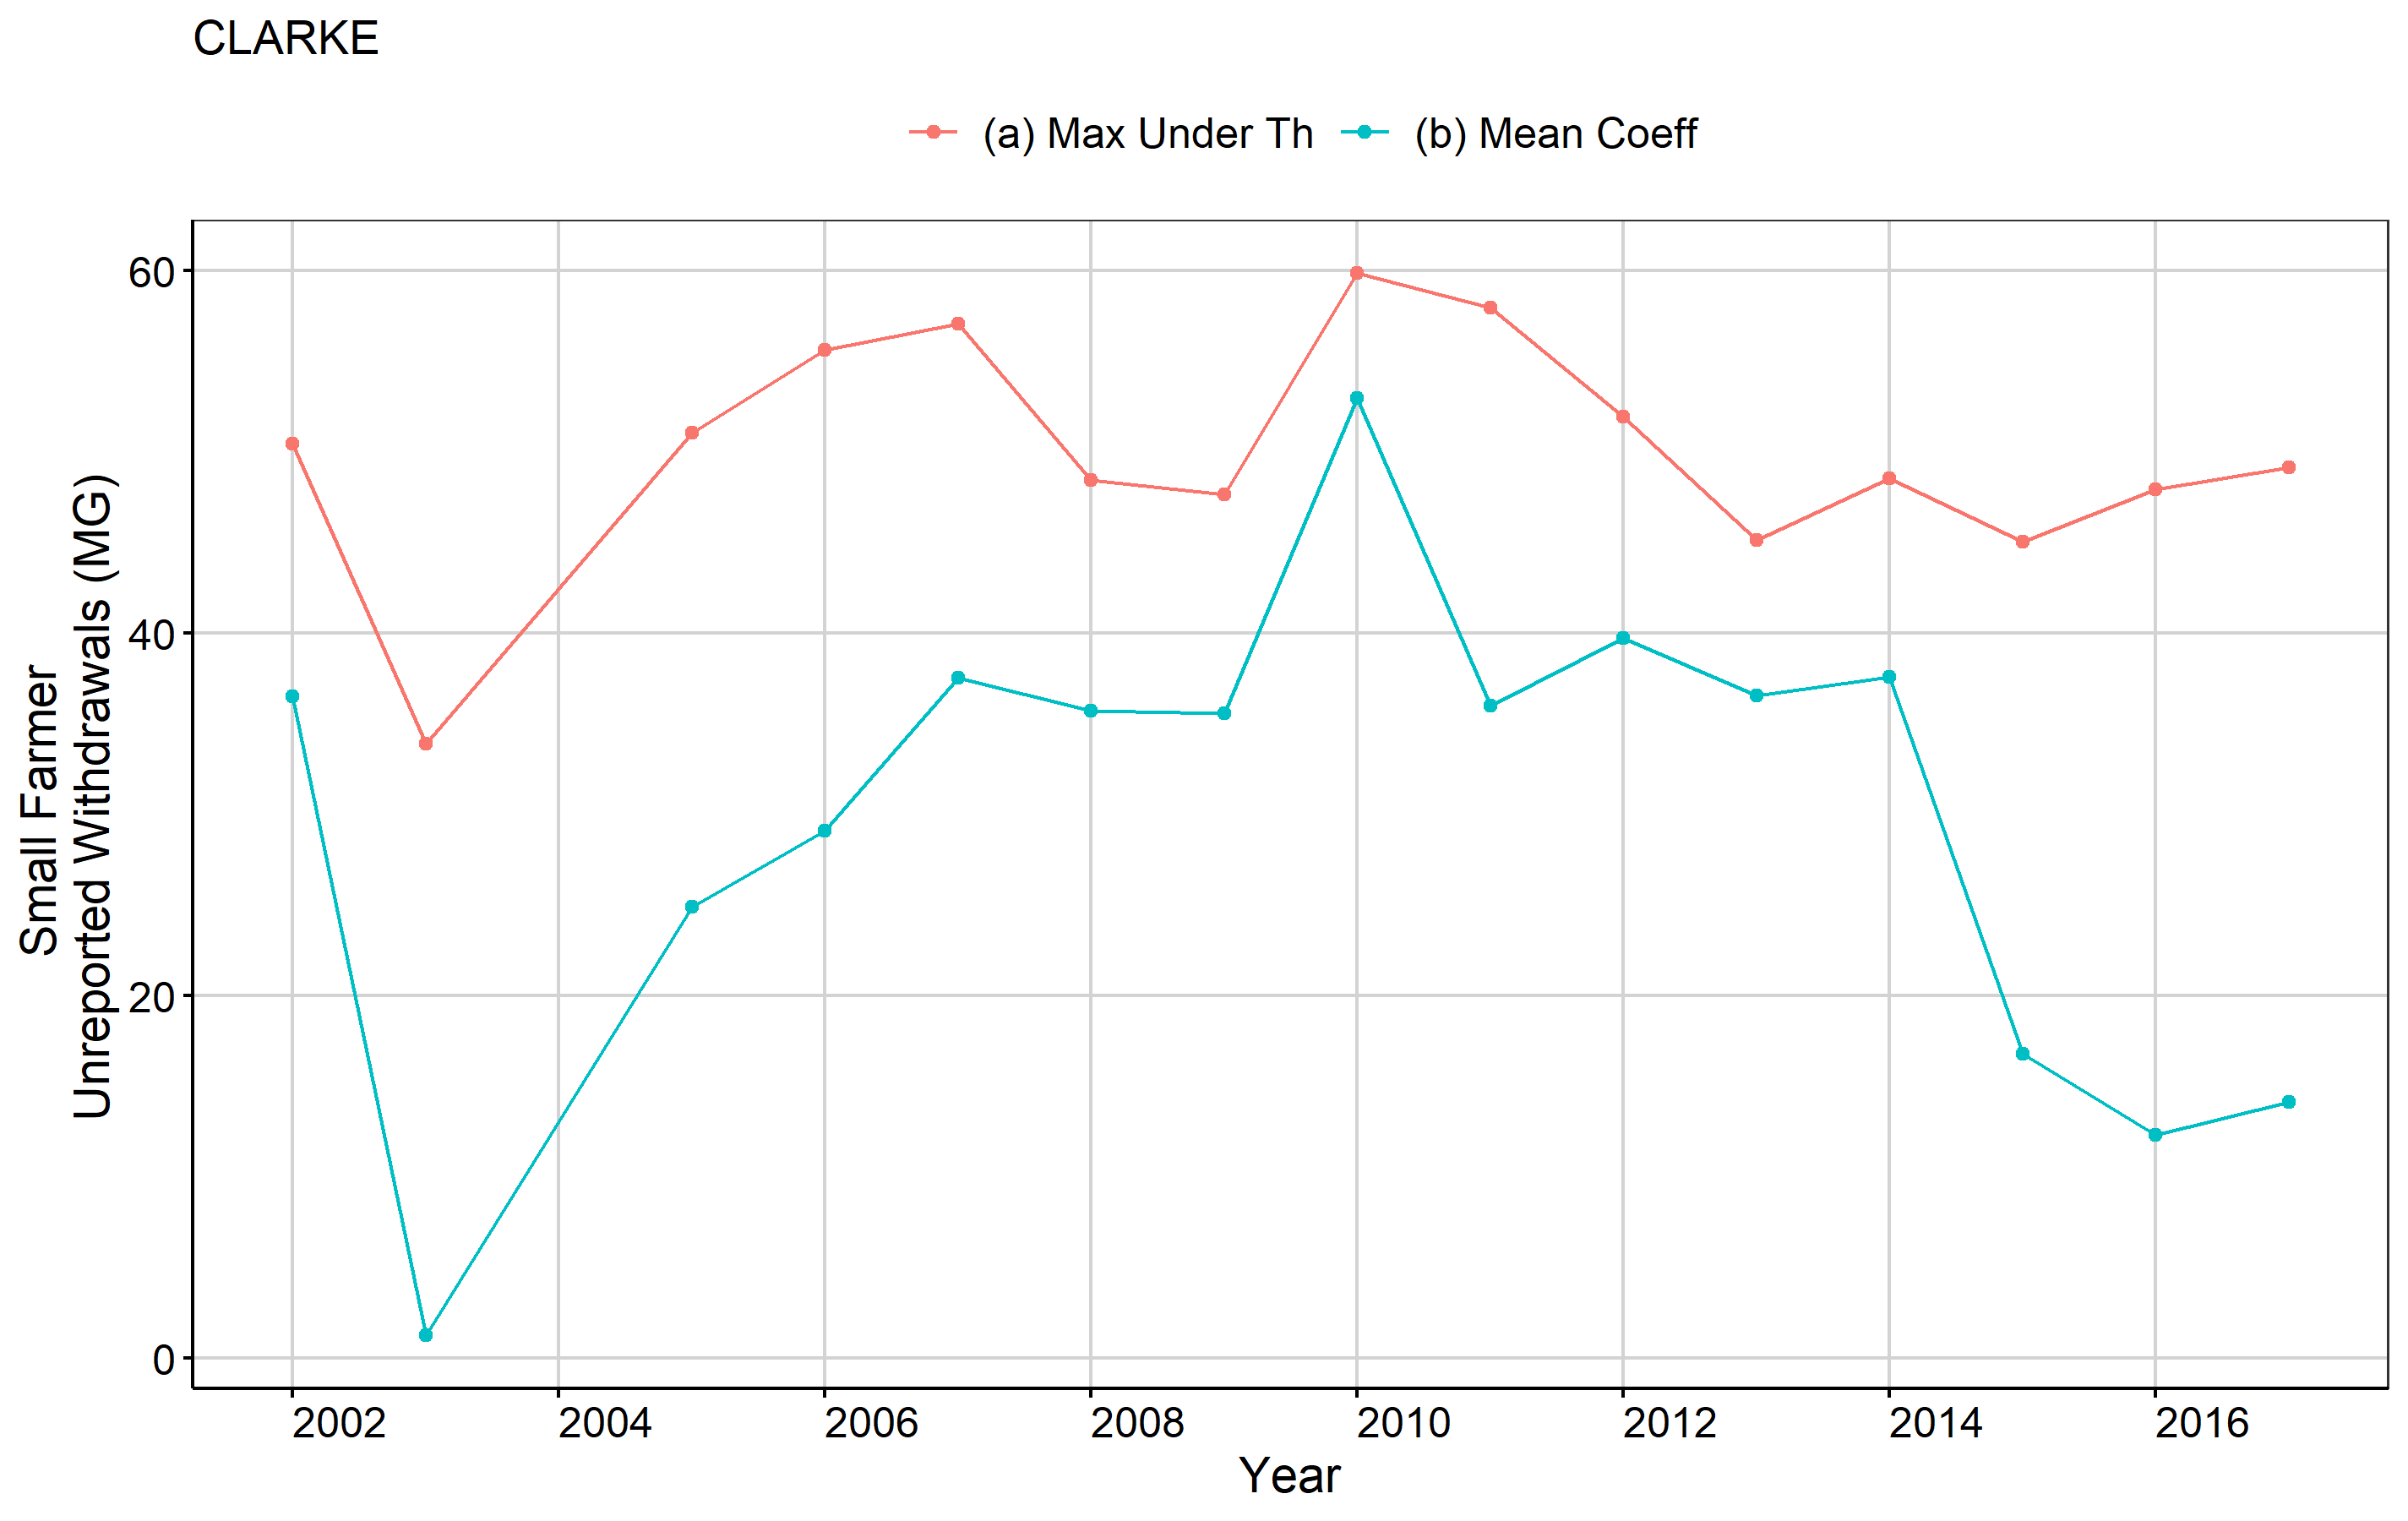 CLARKE
(a) Max Under Th
(b) Mean Coeff
Small Farmer
Unreported Withdrawals (MG)
60
40
20
0
2002
2004
2006
2008
2010
2012
2014
2016
Year